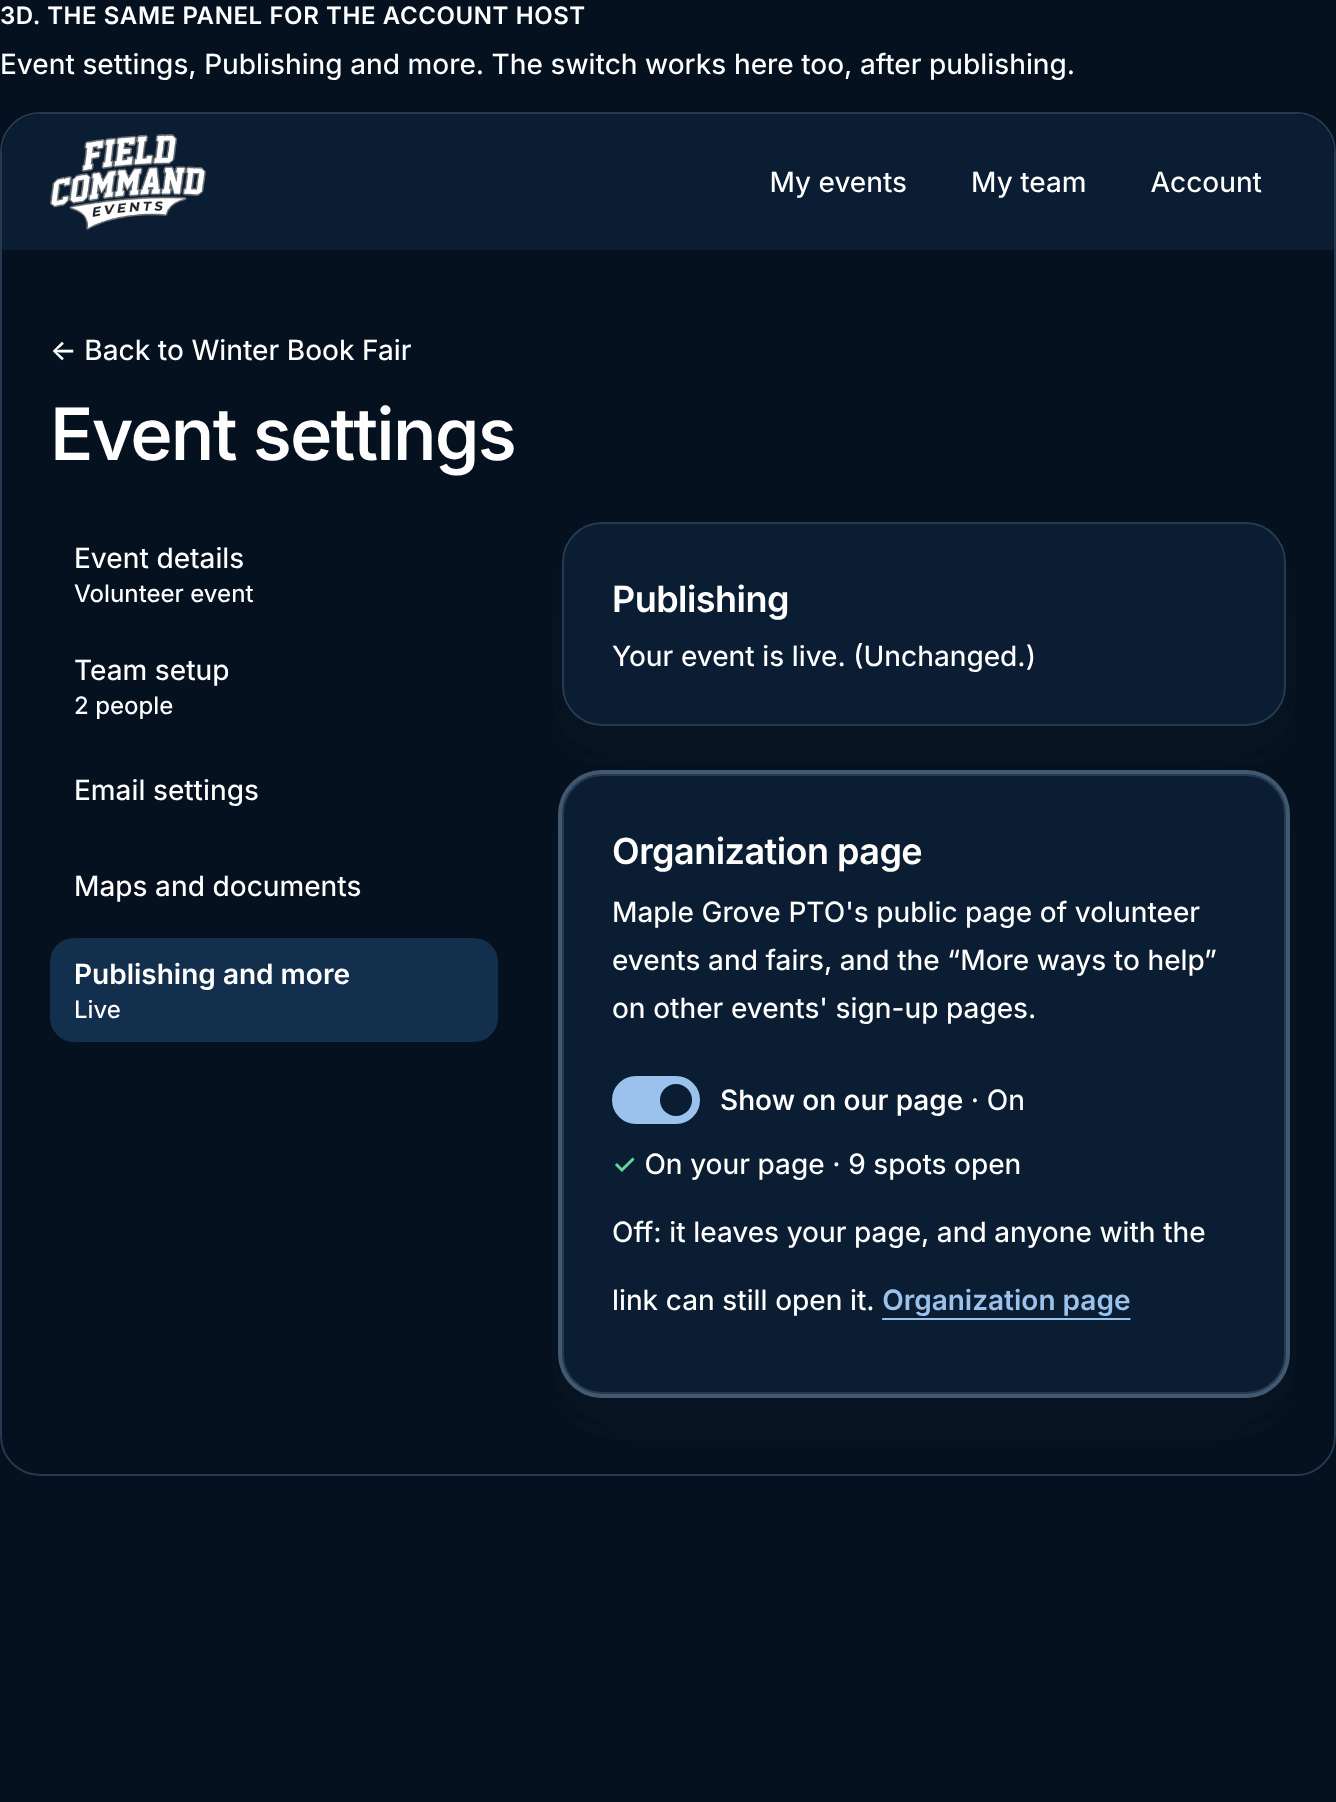 3D. THE SAME PANEL FOR THE ACCOUNT HOST
Event settings, Publishing and more. The switch works here too, after publishing.
FIELD
COMMAND
EVENTS
My events
My team
Account
← Back to Winter Book Fair
Event settings
Event details
Volunteer event
Team setup
2 people
Email settings
Maps and documents
Publishing and more
Live
Publishing
Your event is live. (Unchanged.)
Organization page
Maple Grove PTO's public page of volunteer
events and fairs, and the “More ways to help”
on other events' sign-up pages.
Show on our page · On
✓ On your page · 9 spots open
Off: it leaves your page, and anyone with the
link can still open it. Organization page